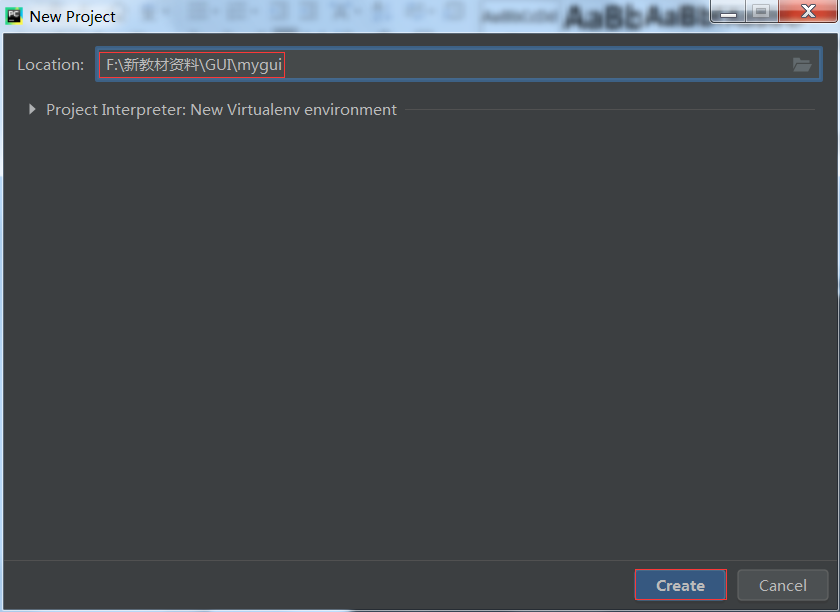 New Project
Location: F:\新教材资料\GUI\mygui
Project Interpreter: New Virtualenv environment
Create Cancel